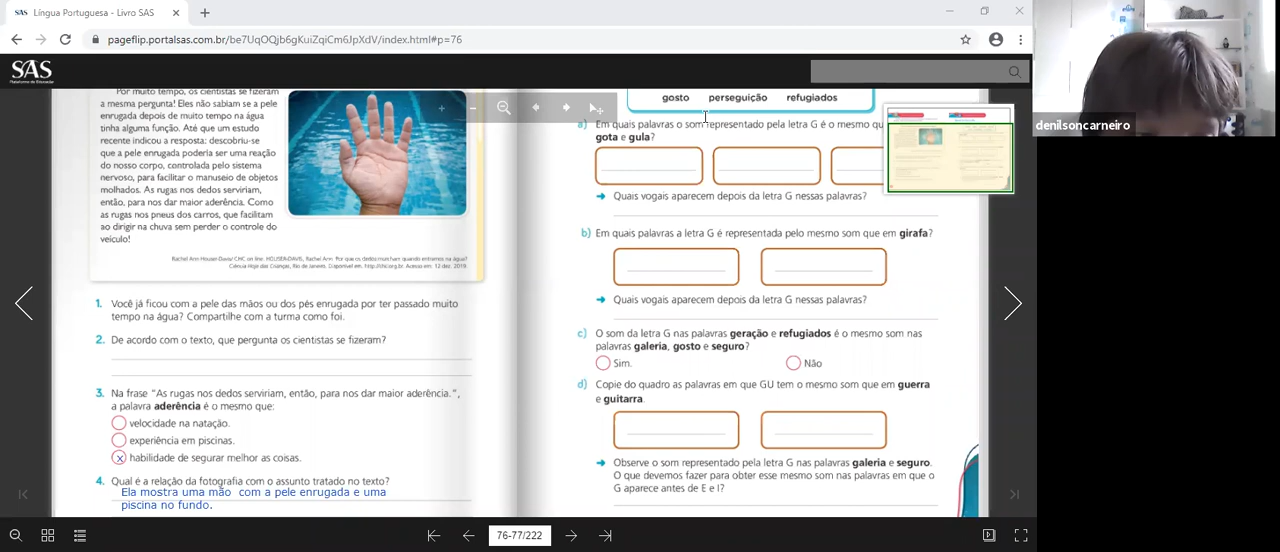 Língua Portuguesa - Livro SAS
pageflip.portalsas.com.br/be7UqOQjb6gKuiZqiCm6JpXdV/index.html#p=76
SAS
Por muito tempo, os cientistas se fizeram
a mesma pergunta! Eles não sabiam se a pele
enrugada depois de muito tempo na água
tinha alguma função. Até que um estudo
recente indicou a resposta: descobriu-se
que a pele enrugada poderia ser uma reação
do nosso corpo, controlada pelo sistema
nervoso, para facilitar o manuseio de objetos
molhados. As rugas nos dedos serviriam,
então, para nos dar maior aderência. Como
as rugas nos pneus dos carros, que facilitam
ao dirigir na chuva sem perder o controle do
veículo!
1. Você já ficou com a pele das mãos ou dos pés enrugada por ter passado muito
tempo na água? Compartilhe com a turma como foi.
2. De acordo com o texto, que pergunta os cientistas se fizeram?
3. Na frase “As rugas nos dedos serviriam, então, para nos dar maior aderência.”,
a palavra aderência é o mesmo que:
velocidade na natação.
experiência em piscinas.
x habilidade de segurar melhor as coisas.
4. Qual é a relação da fotografia com o assunto tratado no texto?
Ela mostra uma mão com a pele enrugada e uma
piscina no fundo.
gosto perseguição refugiados
a) Em quais palavras o som representado pela letra G é o mesmo qu
gota e gula?
Quais vogais aparecem depois da letra G nessas palavras?
b) Em quais palavras a letra G é representada pelo mesmo som que em girafa?
Quais vogais aparecem depois da letra G nessas palavras?
c) O som da letra G nas palavras geração e refugiados é o mesmo som nas
palavras galeria, gosto e seguro?
Sim. Não
d) Copie do quadro as palavras em que GU tem o mesmo som que em guerra
e guitarra.
Observe o som representado pela letra G nas palavras galeria e seguro.
O que devemos fazer para obter esse mesmo som nas palavras em que o
G aparece antes de E e I?
76-77/222
denilsoncarneiro